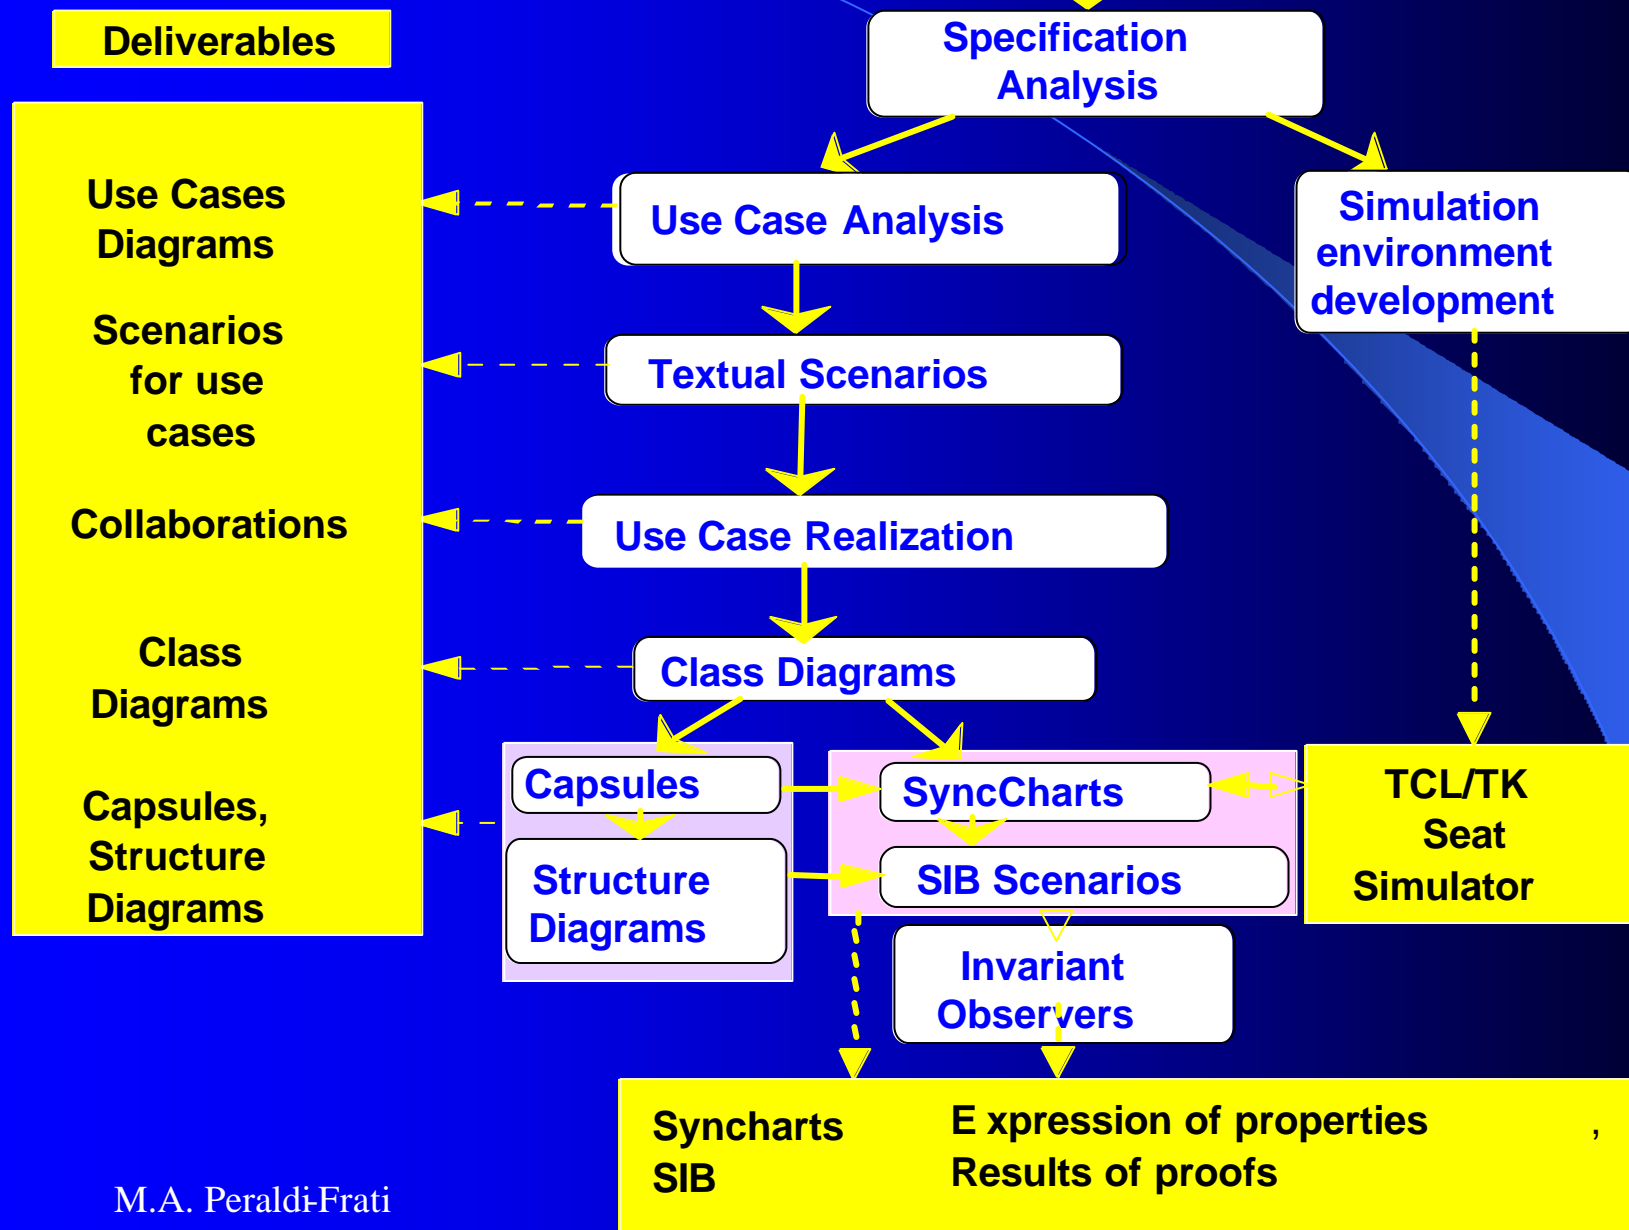 Deliverables
Specification
Analysis
Use Cases
Diagrams
Use Case Analysis
Simulation
environment
development
Scenarios
for use
cases
Textual Scenarios
Collaborations
Use Case Realization
Class
Diagrams
Class Diagrams
Capsules,
Structure
Diagrams
Capsules
Structure
Diagrams
SyncCharts
SIB Scenarios
TCL/TK
Seat
Simulator
Invariant
Observers
Syncharts
SIB
E xpression of properties ,
Results of proofs
M.A. Peraldi-Frati